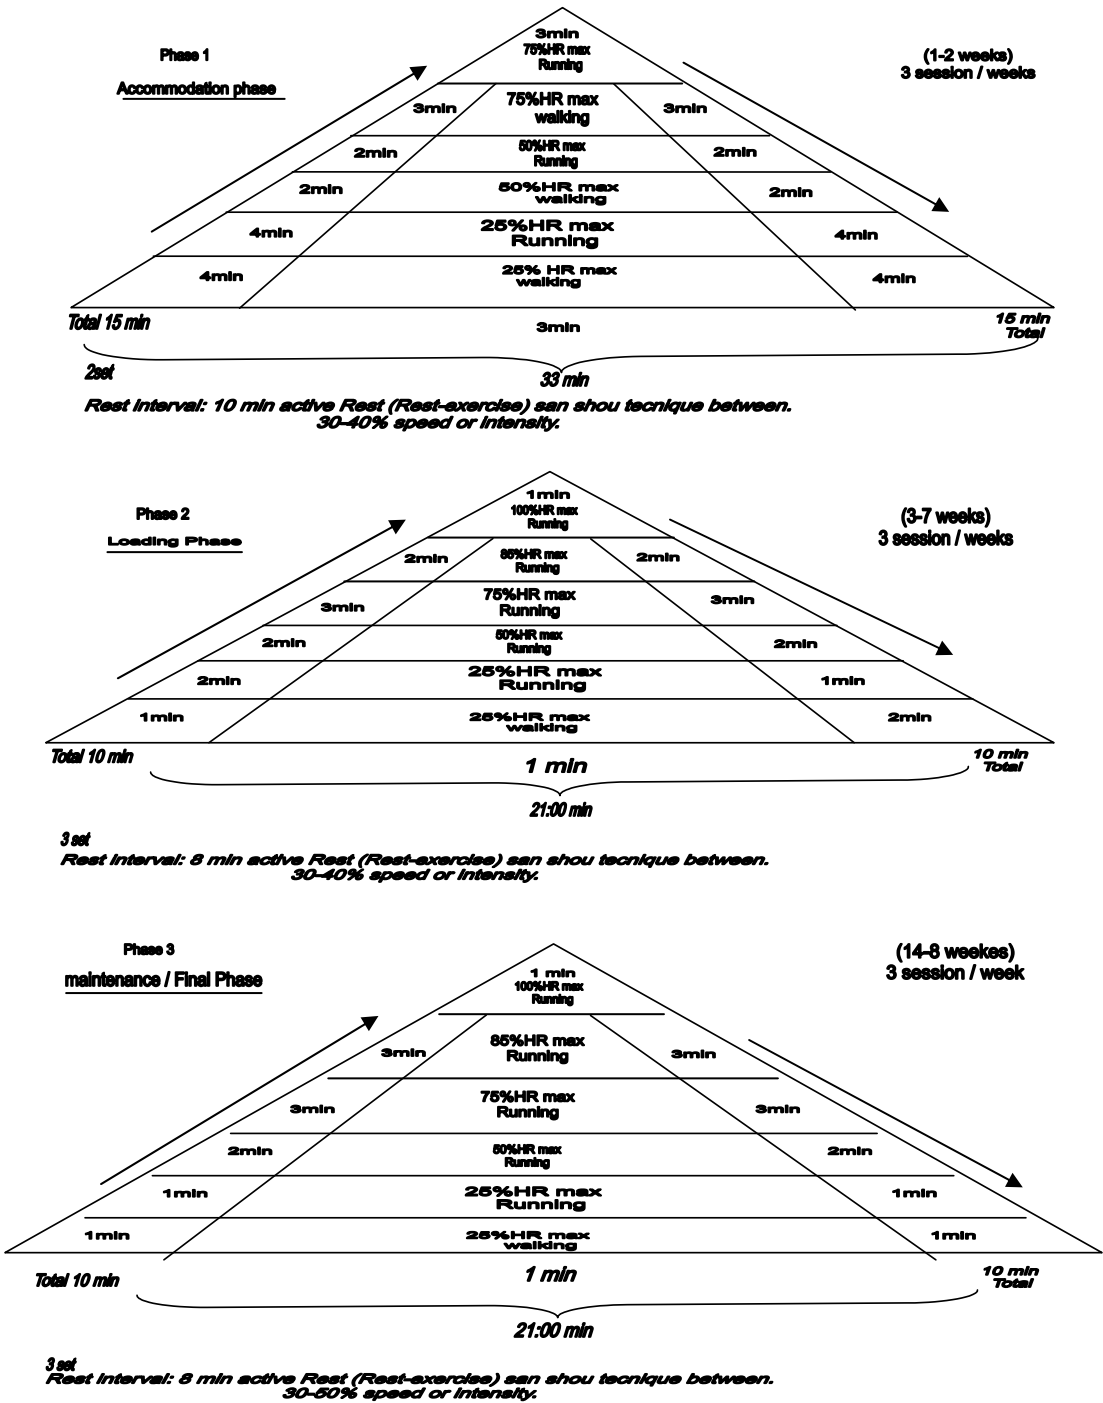 3min
75%HR max
Running
Phase 1
(1-2 weeks)
3 session / weeks
Accommodation phase
3min
75%HR max
walking
3min
2min
50%HR max
Running
2min
2min
50%HR max
walking
2min
4min
25%HR max
Running
4min
4min
25% HR max
walking
4min
Total 15 min
3min
15 min
Total
2set
33 min
Rest interval: 10 min active Rest (Rest-exercise) san shou tecnique between.
30-40% speed or intensity.
1min
100%HR max
Running
Phase 2
(3-7 weeks)
3 session / weeks
Loading Phase
2min
85%HR max
Running
2min
3min
75%HR max
Running
3min
2min
50%HR max
Running
2min
2min
25%HR max
Running
1min
1min
25%HR max
walking
2min
Total 10 min
1 min
10 min
Total
21:00 min
3 set
Rest interval: 8 min active Rest (Rest-exercise) san shou tecnique between.
30-40% speed or intensity.
Phase 3
(14-8 weekes)
3 session / week
maintenance / Final Phase
1 min
100%HR max
Running
3min
85%HR max
Running
3min
3min
75%HR max
Running
3min
2min
50%HR max
Running
2min
1min
25%HR max
Running
1min
1min
25%HR max
walking
1min
Total 10 min
1 min
10 min
Total
21:00 min
3 set
Rest interval: 8 min active Rest (Rest-exercise) san shou tecnique between.
30-50% speed or intensity.